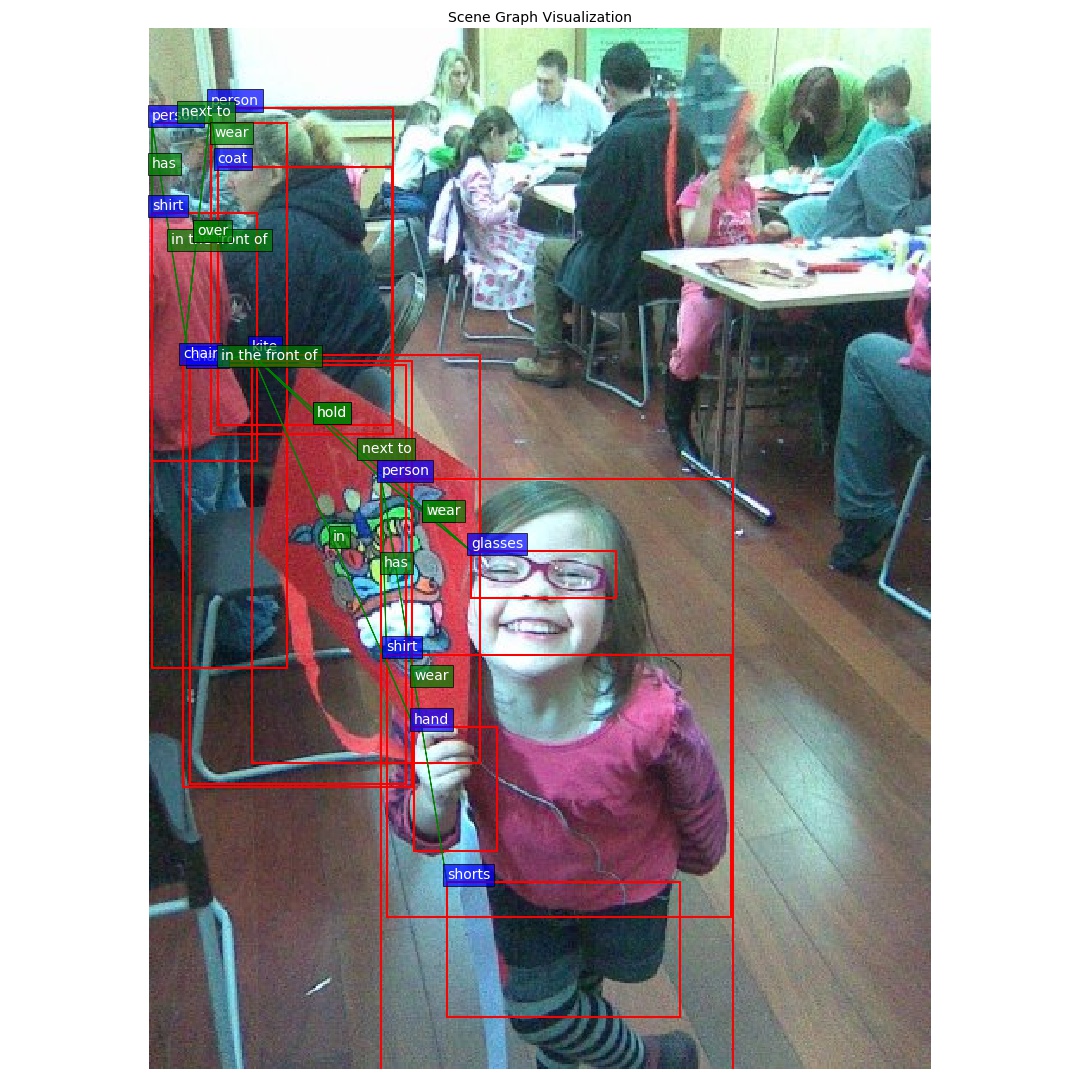 Scene Graph Visualization
person
person
next to
wear
has
coat
shirt
over
in the front of
kite
chair
in the front of
hold
next to
person
wear
in
glasses
has
shirt
wear
hand
shorts